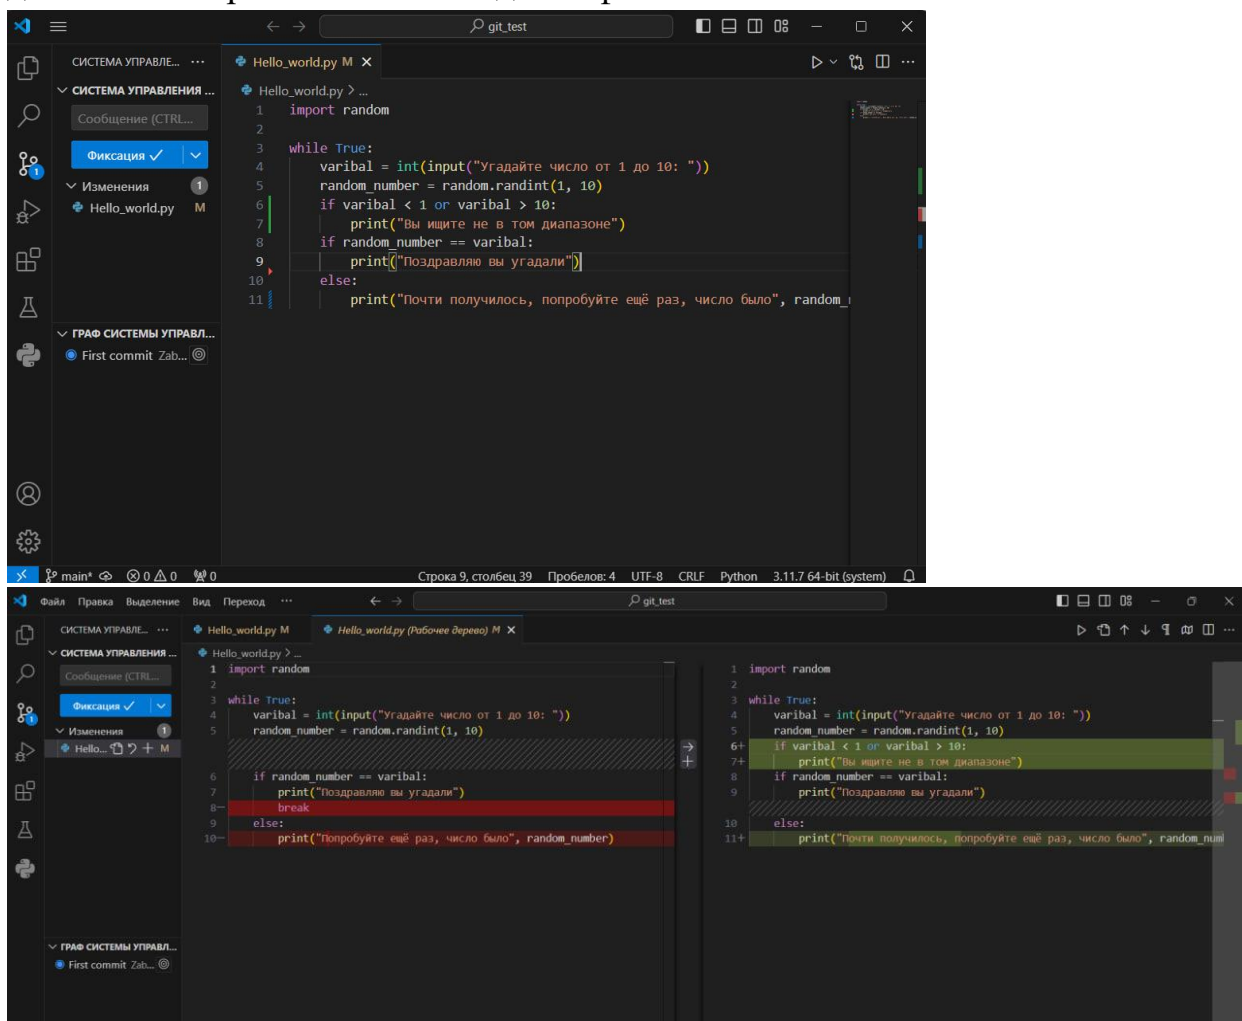 git_test
СИСТЕМА УПРАВЛЕ... ···
Hello_world.py M
СИСТЕМА УПРАВЛЕНИЯ ...
Hello_world.py > ...
Сообщение (CTRL...
Фиксация
Изменения 1
Hello_world.py M
ГРАФ СИСТЕМЫ УПРАВЛ...
First commit Zab...
1 import random
2
3 while True:
4 varibal = int(input("Угадайте число от 1 до 10: "))
5 random_number = random.randint(1, 10)
6 if varibal < 1 or varibal > 10:
7 print("Вы ищите не в том диапазоне")
8 if random_number == varibal:
9 print("Поздравляю вы угадали")
10 else:
11 print("Почти получилось, попробуйте ещё раз, число было", random_
main* 0 0 0 Строка 9, столбец 39 Пробелов: 4 UTF-8 CRLF Python 3.11.7 64-bit (system)
Файл Правка Выделение Вид Переход ··· git_test
СИСТЕМА УПРАВЛЕ... ···
Hello_world.py M Hello_world.py (Рабочее дерево) M
СИСТЕМА УПРАВЛЕНИЯ ...
Hello_world.py > ...
Сообщение (CTRL...
Фиксация
Изменения 1
Hello... M
ГРАФ СИСТЕМЫ УПРАВЛ...
First commit Zab...
1 import random
2
3 while True:
4 varibal = int(input("Угадайте число от 1 до 10: "))
5 random_number = random.randint(1, 10)
6 if random_number == varibal:
7 print("Поздравляю вы угадали")
8− break
9 else:
10− print("Попробуйте ещё раз, число было", random_number)
1 import random
2
3 while True:
4 varibal = int(input("Угадайте число от 1 до 10: "))
5 random_number = random.randint(1, 10)
6+ if varibal < 1 or varibal > 10:
7+ print("Вы ищите не в том диапазоне")
8 if random_number == varibal:
9 print("Поздравляю вы угадали")
10 else:
11+ print("Почти получилось, попробуйте ещё раз, число было", random_num